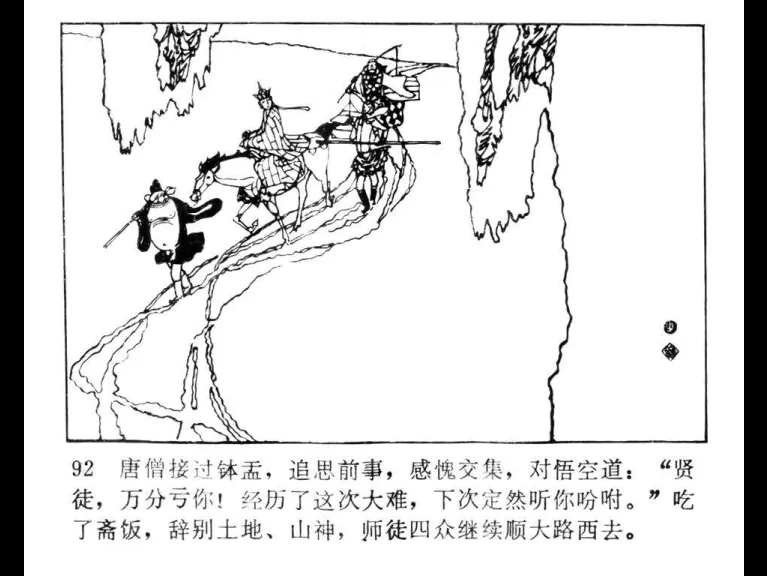 92 唐僧接过钵盂，追思前事，感愧交集，对悟空道：“贤
徒，万分亏你！经历了这次大难，下次定然听你吩咐。”吃
了斋饭，辞别土地、山神，师徒四众继续顺大路西去。